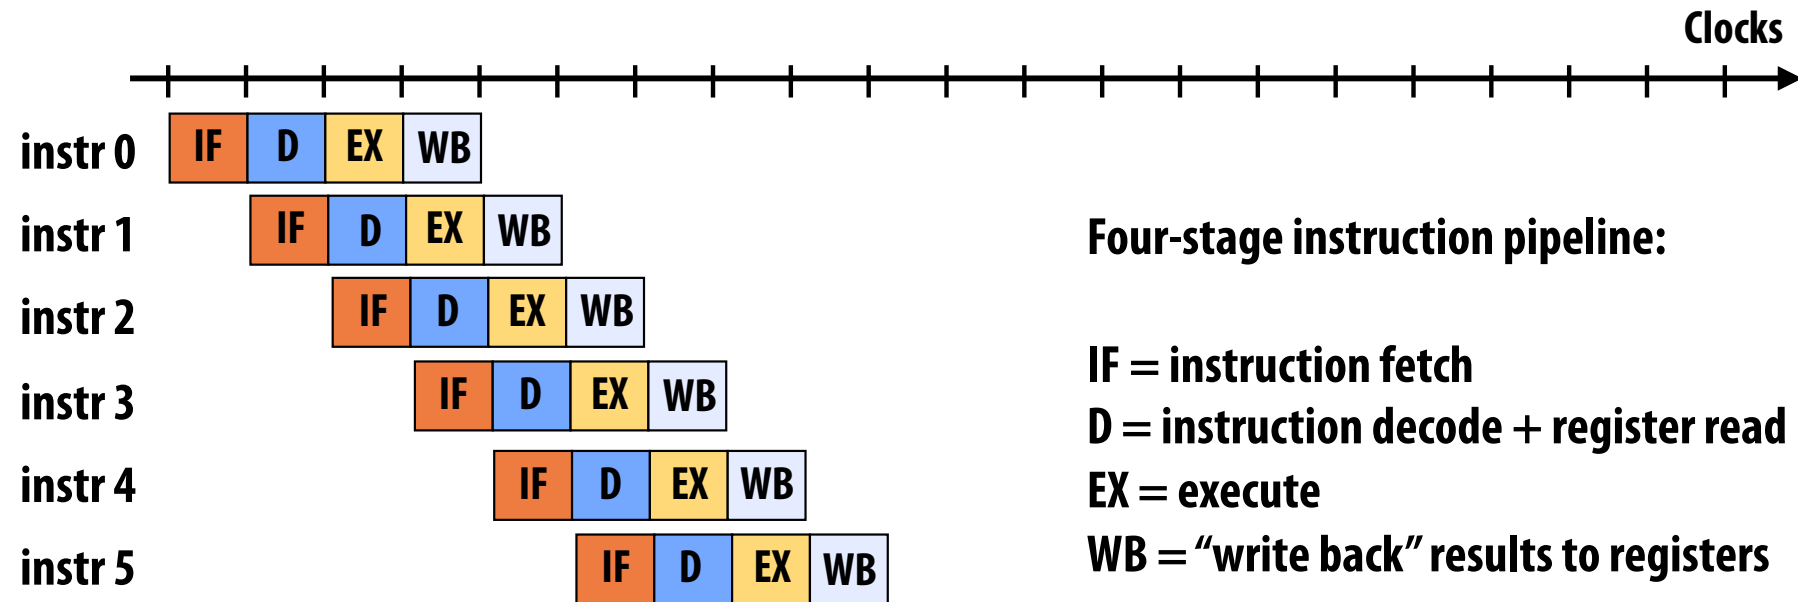 Clocks
instr 0 IF D EX WB
instr 1 IF D EX WB
Four-stage instruction pipeline:
instr 2 IF D EX WB
IF = instruction fetch
instr 3 IF D EX WB
D = instruction decode + register read
instr 4 IF D EX WB
EX = execute
instr 5 IF D EX WB
WB = “write back” results to registers